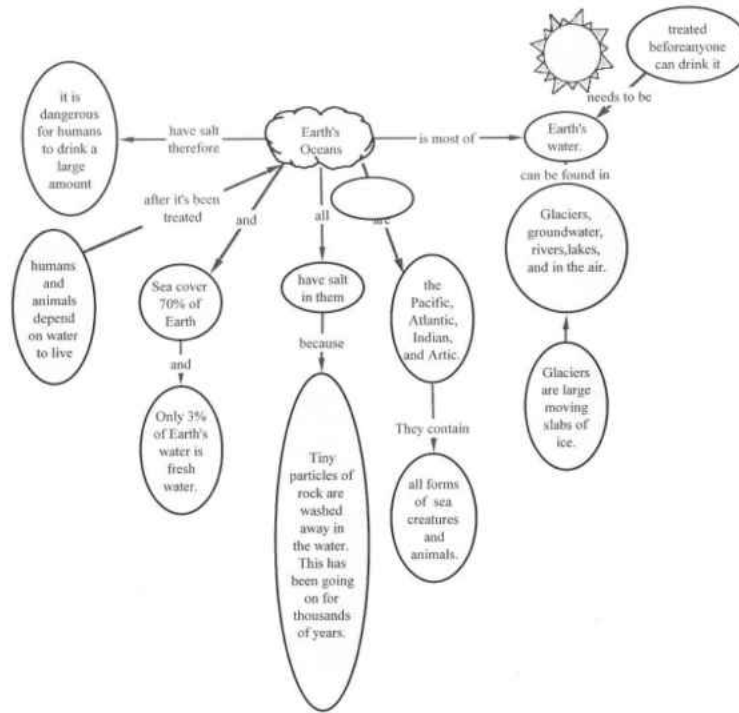 treated
beforeanyone
can drink it
needs to be
it is
dangerous
for humans
to drink a
large
amount
have salt
therefore
Earth's
Oceans
is most of
Earth's
water.
can be found in
after it's been
treated
and
all
are
Glaciers,
groundwater,
rivers,lakes,
and in the air.
humans
and
animals
depend
on water
to live
Sea cover
70% of
Earth
have salt
in them
the
Pacific,
Atlantic,
Indian,
and Artic.
and
because
Glaciers
are large
moving
slabs of
ice.
Only 3%
of Earth's
water is
fresh
water.
They contain
Tiny
particles of
rock are
washed
away in
the water.
This has
been going
on for
thousands
of years.
all forms
of sea
creatures
and
animals.